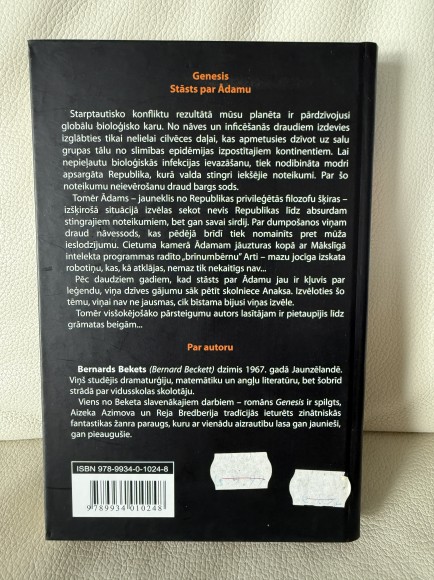 Genesis
Stāsts par Ādamu
Starptautisko konfliktu rezultātā mūsu planēta ir pārdzīvojusi
globālu bioloģisko karu. No nāves un inficēšanās draudiem izdevies
izglābties tikai nelielai cilvēces daļai, kas apmetusies dzīvot uz salu
grupas tālu no slimības epidēmijas izpostītajiem kontinentiem. Lai
nepieļautu bioloģiskās infekcijas ievazāšanu, tiek nodibināta modri
apsargāta Republika, kurā valda stingri iekšējie noteikumi. Par šo
noteikumu neievērošanu draud bargs sods.
Tomēr Ādams – jauneklis no Republikas privileģētās filozofu šķiras –
izšķirošā situācijā izvēlas sekot nevis Republikas līdz absurdam
stingrajiem noteikumiem, bet gan savai sirdij. Par dumpošanos viņam
draud nāvessods, kas pēdējā brīdī tiek nomainīts pret mūža
ieslodzījumu. Cietuma kamerā Ādamam jāuzturas kopā ar Mākslīgā
intelekta programmas radīto „brīnumbērnu” Arti – mazu jocīga izskata
robotiņu, kas, kā atklājas, nemaz tik nekaitīgs nav...
Pēc daudziem gadiem, kad stāsts par Ādamu jau ir kļuvis par
leģendu, viņa dzīves gājumu sāk pētīt skolniece Anaksa. Izvēloties šo
tēmu, viņai nav ne jausmas, cik bīstama bijusi viņas izvēle.
Tomēr visšokējošāko pārsteigumu autors lasītājam ir pietaupījis līdz
grāmatas beigām...
Par autoru
Bernards Bekets (Bernard Beckett) dzimis 1967. gadā Jaunzēlandē.
Viņš studējis dramaturģiju, matemātiku un angļu literatūru, bet šobrīd
strādā par vidusskolas skolotāju.
Viens no Beketa slavenākajiem darbiem – romāns Genesis ir spilgts,
Aizeka Azimova un Reja Bredberija tradīcijās ieturēts zinātniskās
fantastikas žanra paraugs, kuru ar vienādu aizrautību lasa gan jaunieši,
gan pieaugušie.
ISBN 978-9934-0-1024-8
9 789934 010248